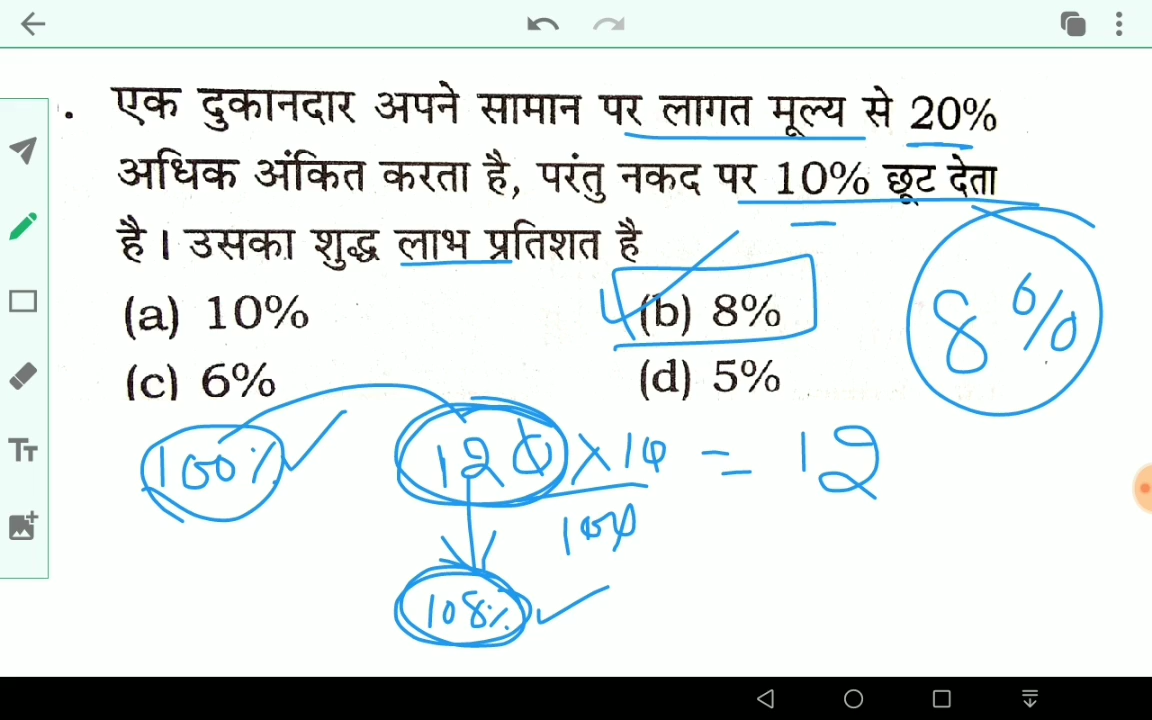 . एक दुकानदार अपने सामान पर लागत मूल्य से 20%
अधिक अंकित करता है, परंतु नकद पर 10% छूट देता
है। उसका शुद्ध लाभ प्रतिशत है
(a) 10% (b) 8%
(c) 6% (d) 5%
8%
100% 120 × 10 = 12
100
108%
Tт